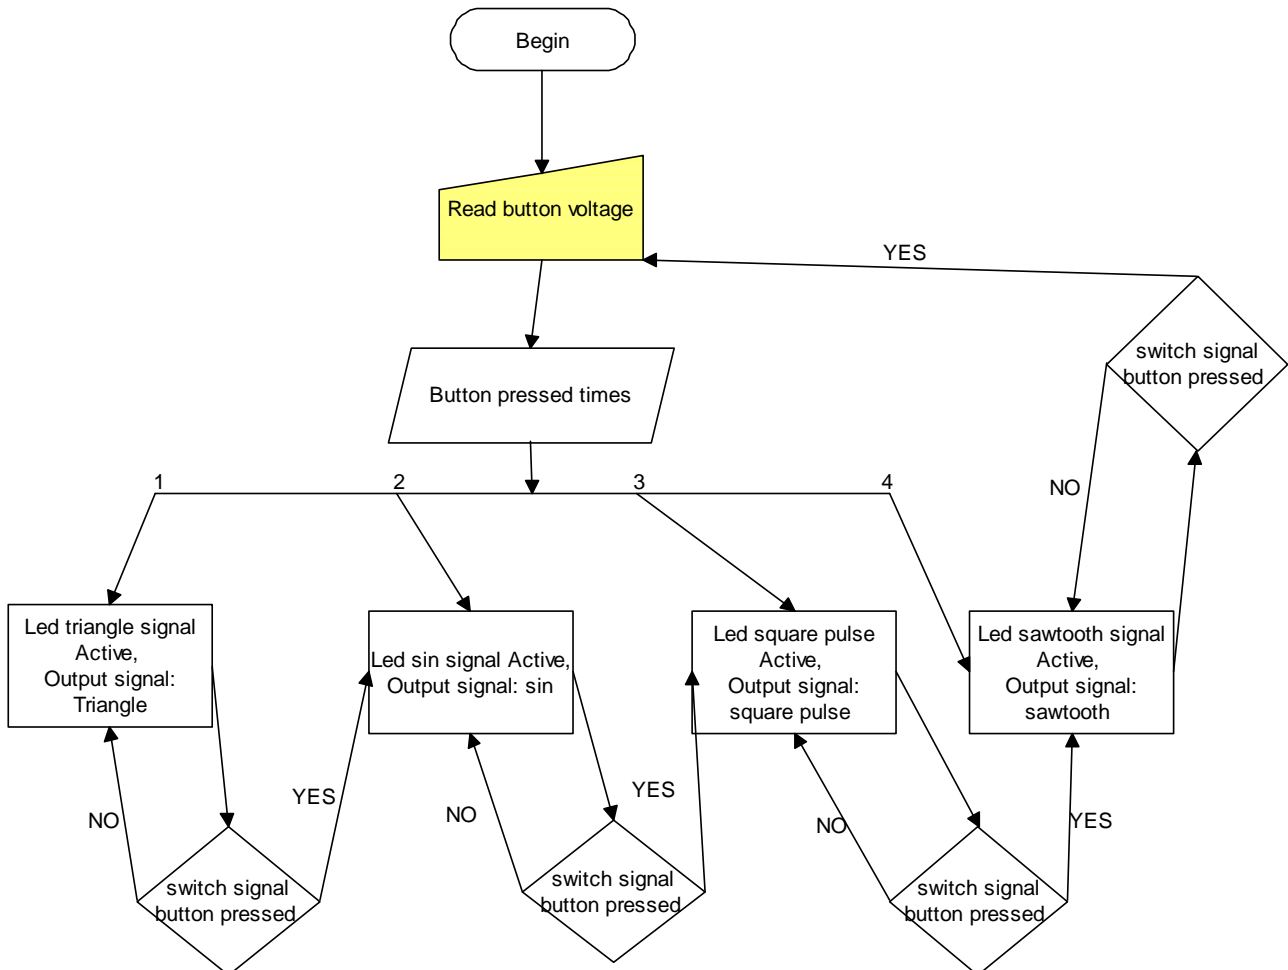 Begin
Read button voltage
YES
switch signal
button pressed
Button pressed times
1
2
3
4
NO
Led triangle signal
Active,
Output signal:
Triangle
Led sin signal Active,
Output signal: sin
Led square pulse
Active,
Output signal:
square pulse
Led sawtooth signal
Active,
Output signal:
sawtooth
NO
YES
NO
YES
NO
YES
switch signal
button pressed
switch signal
button pressed
switch signal
button pressed